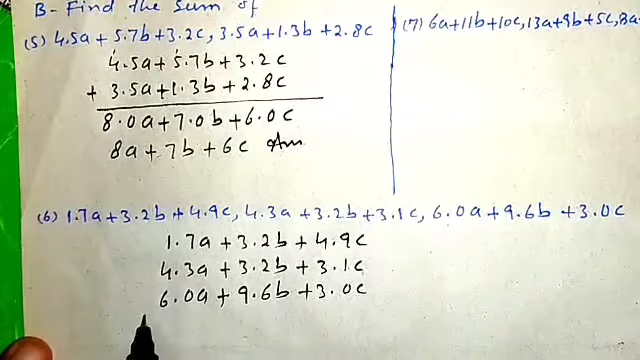 B- Find the Sum of
(5) 4.5a + 5.7b + 3.2c, 3.5a + 1.3b + 2.8c
4.5a + 5.7b + 3.2c
+ 3.5a + 1.3b + 2.8c
8.0a + 7.0b + 6.0c
8a + 7b + 6c Ans
(7) 6a + 11b + 10c, 13a + 9b + 5c, 8a
(6) 1.7a + 3.2b + 4.9c, 4.3a + 3.2b + 3.1c, 6.0a + 9.6b + 3.0c
1.7a + 3.2b + 4.9c
4.3a + 3.2b + 3.1c
6.0a + 9.6b + 3.0c